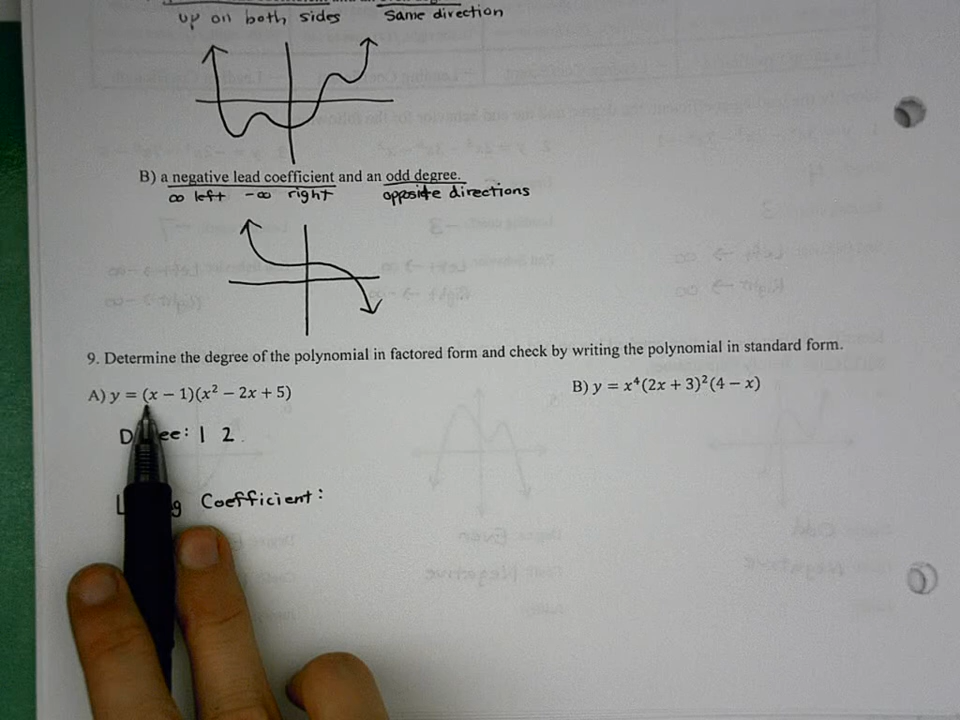 up on both sides same direction
B) a negative lead coefficient and an odd degree.
∞ left -∞ right opposite directions
9. Determine the degree of the polynomial in factored form and check by writing the polynomial in standard form.
A) y = (x − 1)(x² − 2x + 5) B) y = x⁴(2x + 3)²(4 − x)
1 2
Coefficient: